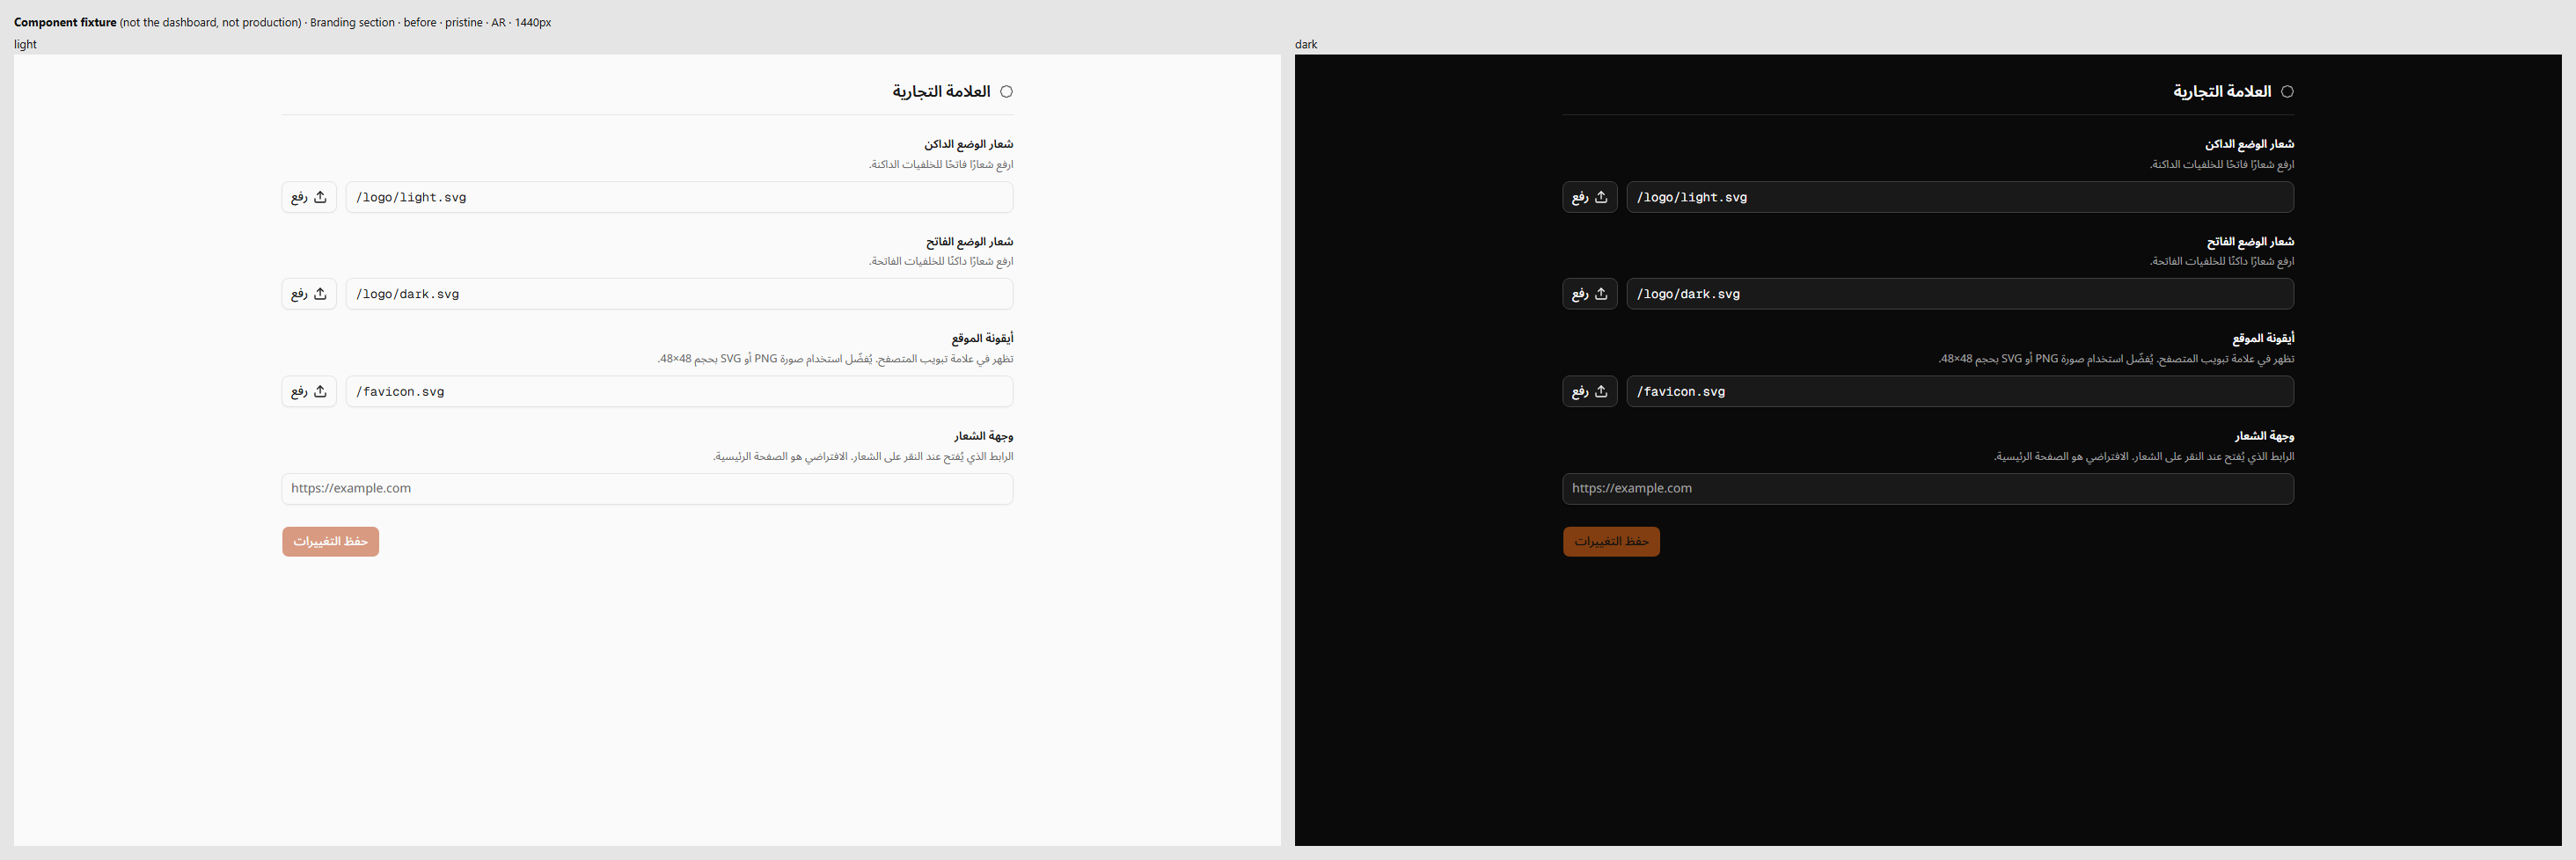 Component fixture (not the dashboard, not production) · Branding section · before · pristine · AR · 1440px
light
العلامة التجارية
شعار الوضع الداكن
ارفع شعارًا فاتحًا للخلفيات الداكنة.
/logo/light.svg
رفع
شعار الوضع الفاتح
ارفع شعارًا داكنًا للخلفيات الفاتحة.
/logo/dark.svg
رفع
أيقونة الموقع
تظهر في علامة تبويب المتصفح. يُفضَّل استخدام صورة PNG أو SVG بحجم 48×48.
/favicon.svg
رفع
وجهة الشعار
الرابط الذي يُفتح عند النقر على الشعار. الافتراضي هو الصفحة الرئيسية.
https://example.com
حفظ التغييرات
dark
العلامة التجارية
شعار الوضع الداكن
ارفع شعارًا فاتحًا للخلفيات الداكنة.
/logo/light.svg
رفع
شعار الوضع الفاتح
ارفع شعارًا داكنًا للخلفيات الفاتحة.
/logo/dark.svg
رفع
أيقونة الموقع
تظهر في علامة تبويب المتصفح. يُفضَّل استخدام صورة PNG أو SVG بحجم 48×48.
/favicon.svg
رفع
وجهة الشعار
الرابط الذي يُفتح عند النقر على الشعار. الافتراضي هو الصفحة الرئيسية.
https://example.com
حفظ التغييرات